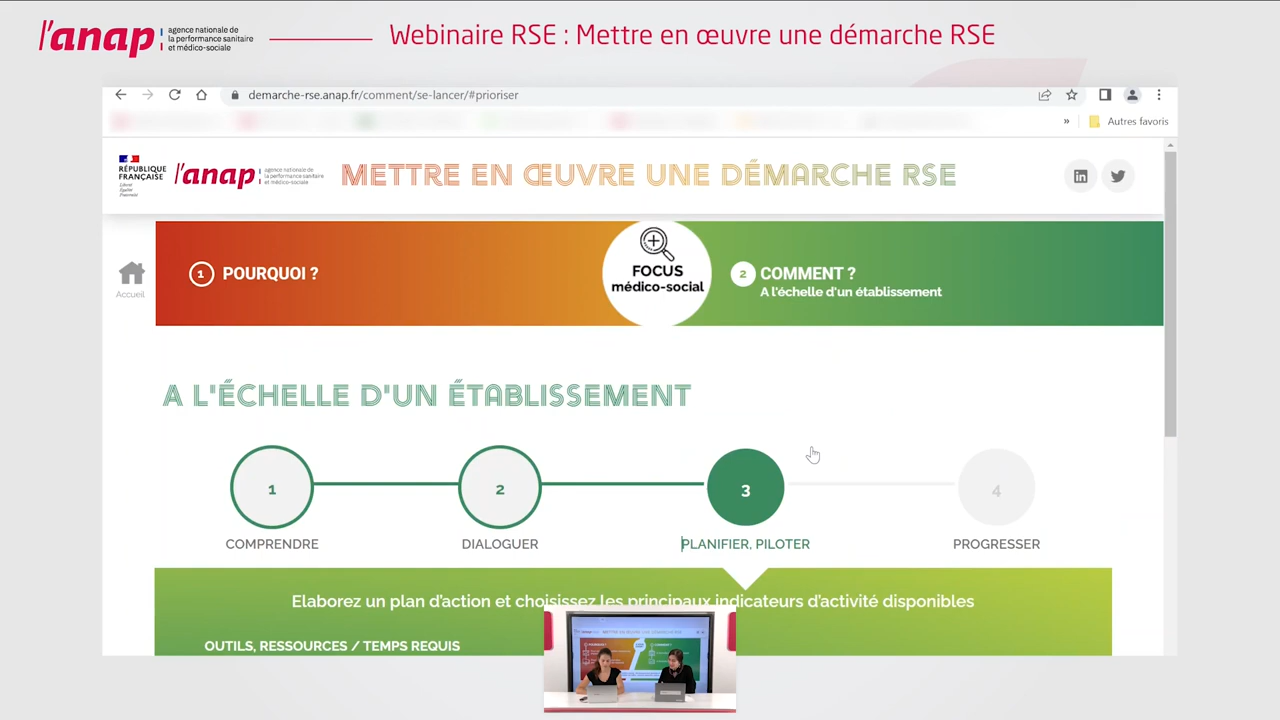 l'anap
agence nationale de
la performance sanitaire
et médico-sociale
Webinaire RSE : Mettre en œuvre une démarche RSE
demarche-rse.anap.fr/comment/se-lancer/#prioriser
» Autres favoris
RÉPUBLIQUE
FRANÇAISE
Liberté
Égalité
Fraternité
l'anap
agence nationale de
la performance sanitaire
et médico-sociale
METTRE EN ŒUVRE UNE DÉMARCHE RSE
Accueil
1 POURQUOI ?
FOCUS
médico-social
2 COMMENT ?
A l'échelle d'un établissement
A L'ÉCHELLE D'UN ÉTABLISSEMENT
1
2
3
4
COMPRENDRE
DIALOGUER
PLANIFIER, PILOTER
PROGRESSER
Elaborez un plan d'action et choisissez les principaux indicateurs d'activité disponibles
OUTILS, RESSOURCES / TEMPS REQUIS